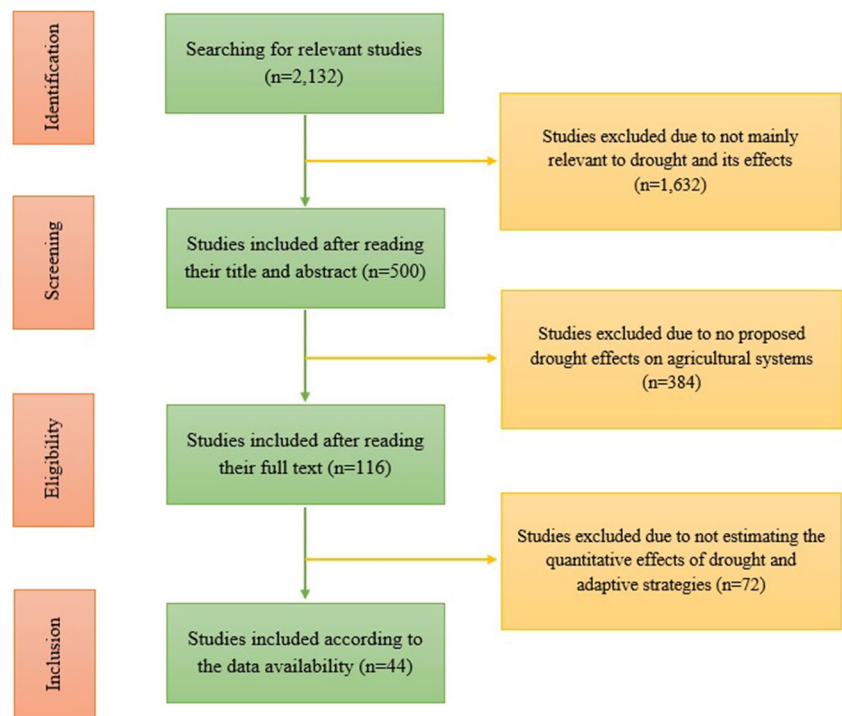 Identification
Searching for relevant studies
(n=2,132)
Studies excluded due to not mainly
relevant to drought and its effects
(n=1,632)
Screening
Studies included after reading
their title and abstract (n=500)
Studies excluded due to no proposed
drought effects on agricultural systems
(n=384)
Eligibility
Studies included after reading
their full text (n=116)
Studies excluded due to not estimating the
quantitative effects of drought and
adaptive strategies (n=72)
Inclusion
Studies included according to
the data availability (n=44)